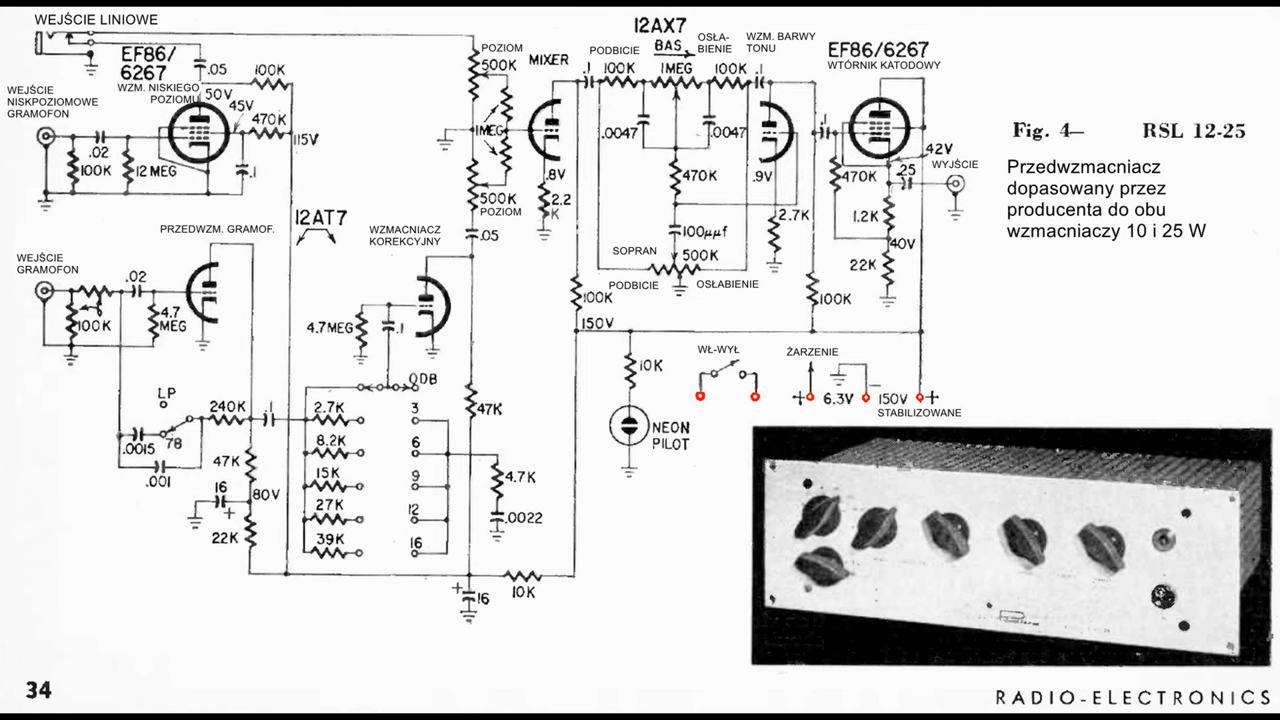 WEJŚCIE LINIOWE
EF86/
6267
WZM. NISKIEGO
POZIOMU
.05
100K
50V
45V
470K
115V
WEJŚCIE
NISKPOZIOMOWE
GRAMOFON
.02
100K
12 MEG
.1
12AT7
PRZEDWZM. GRAMOF.
WZMACNIACZ
KOREKCYJNY
WEJŚCIE
GRAMOFON
.02
100K
4.7
MEG
4.7MEG
.1
LP
78
.0015
.001
240K
.1
47K
16
+
80V
22K
0DB
2.7K
3
8.2K
6
15K
9
27K
12
39K
16
47K
4.7K
.0022
+
16
10K
POZIOM
500K
1MEG
500K
POZIOM
.05
MIXER
.8V
2.2
K
12AX7
BAS
PODBICIE
OSŁA-
BIENIE
WZM. BARWY
TONU
.1
100K
1MEG
100K
.1
.0047
.0047
470K
.9V
2.7K
100μμf
SOPRAN
500K
PODBICIE
OSŁABIENIE
100K
100K
150V
EF86/6267
WTÓRNIK KATODOWY
.1
42V
WYJŚCIE
470K
.25
1.2K
40V
22K
10K
NEON
PILOT
WŁ-WYŁ
ŻARZENIE
+
6.3V
−
150V
+
STABILIZOWANE
Fig. 4— RSL 12-25
Przedwzmacniacz
dopasowany przez
producenta do obu
wzmacniaczy 10 i 25 W
34
RADIO-ELECTRONICS